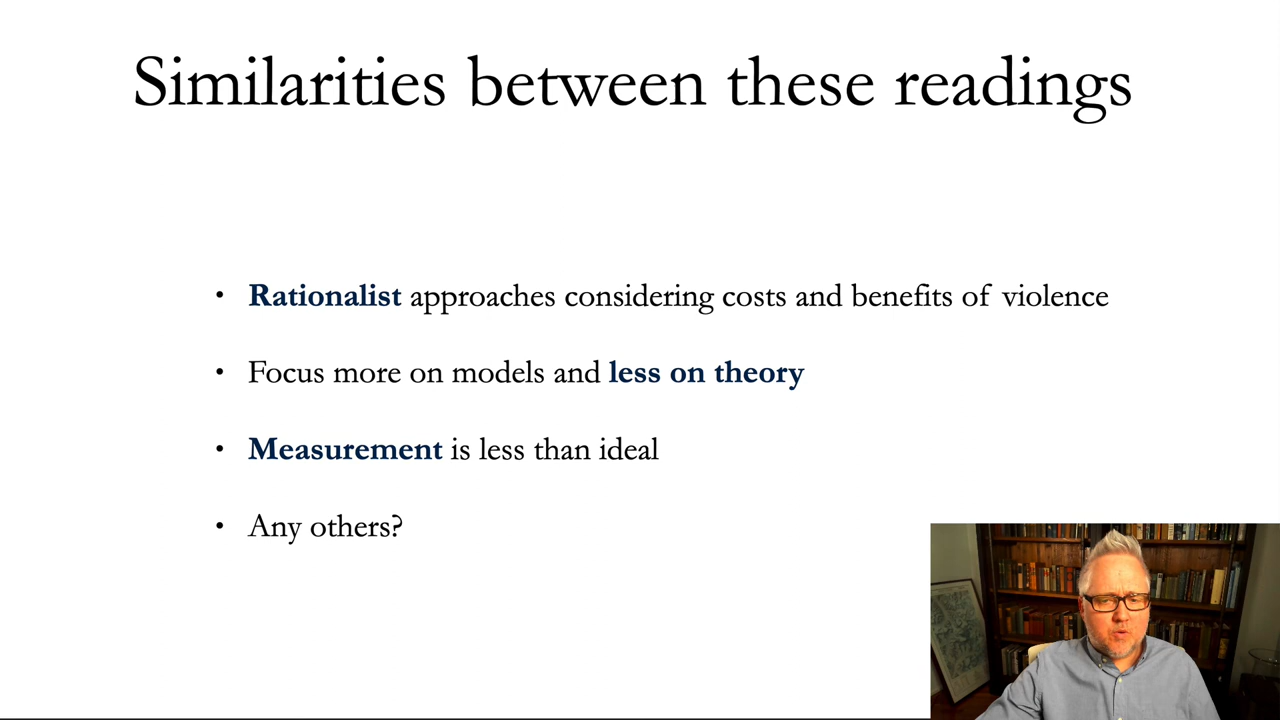 Similarities between these readings
• Rationalist approaches considering costs and benefits of violence
• Focus more on models and less on theory
• Measurement is less than ideal
• Any others?